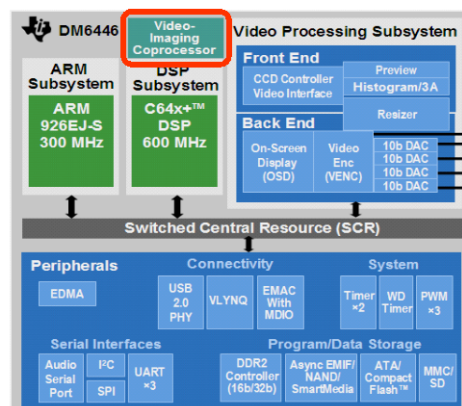 DM6446
Video-
Imaging
Coprocessor
Video Processing Subsystem
ARM
Subsystem
ARM
926EJ-S
300 MHz
DSP
Subsystem
C64x+™
DSP
600 MHz
Front End
CCD Controller
Video Interface
Preview
Histogram/3A
Resizer
Back End
On-Screen
Display
(OSD)
Video
Enc
(VENC)
10b DAC
10b DAC
10b DAC
10b DAC
Switched Central Resource (SCR)
Peripherals
EDMA
Connectivity
USB
2.0
PHY
VLYNQ
EMAC
With
MDIO
System
Timer
×2
WD
Timer
PWM
×3
Serial Interfaces
Audio
Serial
Port
I²C
SPI
UART
×3
Program/Data Storage
DDR2
Controller
(16b/32b)
Async EMIF/
NAND/
SmartMedia
ATA/
Compact
Flash™
MMC/
SD